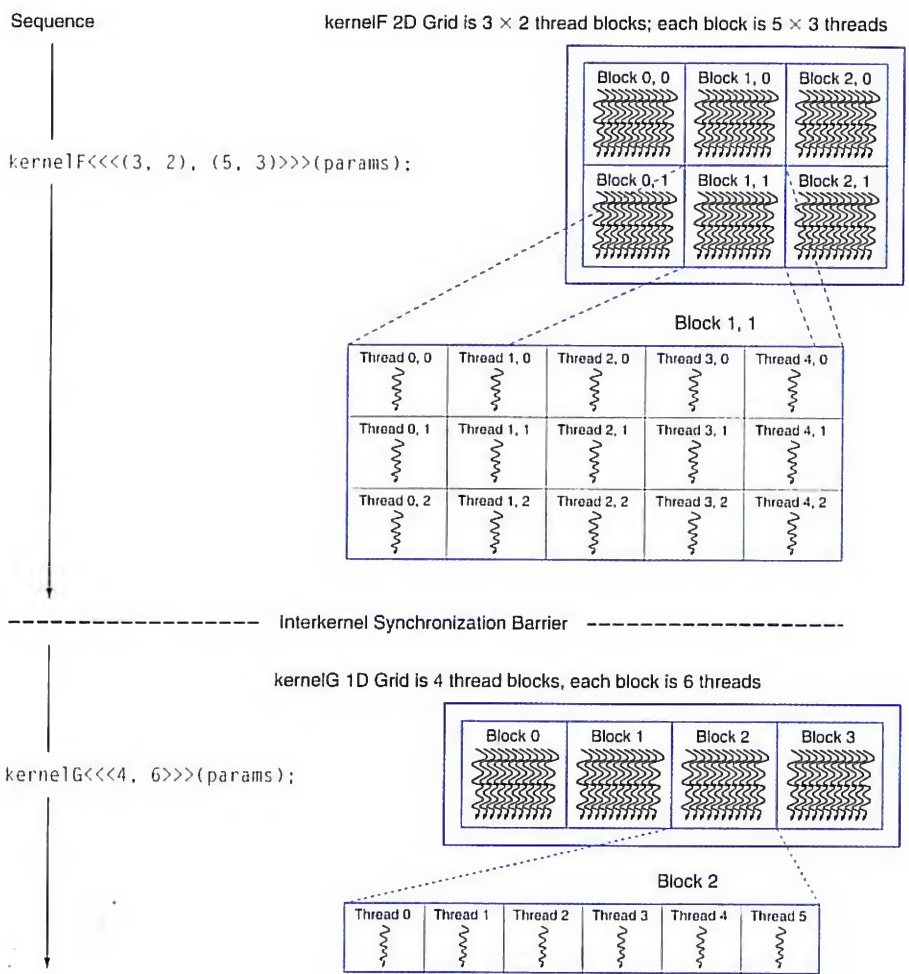 Sequence
kernelF 2D Grid is 3 × 2 thread blocks; each block is 5 × 3 threads
Block 0, 0 Block 1, 0 Block 2, 0
kernelF<<<(3, 2), (5, 3)>>>(params);
Block 0, 1 Block 1, 1 Block 2, 1
Block 1, 1
Thread 0, 0 Thread 1, 0 Thread 2, 0 Thread 3, 0 Thread 4, 0
Thread 0, 1 Thread 1, 1 Thread 2, 1 Thread 3, 1 Thread 4, 1
Thread 0, 2 Thread 1, 2 Thread 2, 2 Thread 3, 2 Thread 4, 2
Interkernel Synchronization Barrier
kernelG 1D Grid is 4 thread blocks, each block is 6 threads
Block 0 Block 1 Block 2 Block 3
kernelG<<<4, 6>>>(params);
Block 2
Thread 0 Thread 1 Thread 2 Thread 3 Thread 4 Thread 5